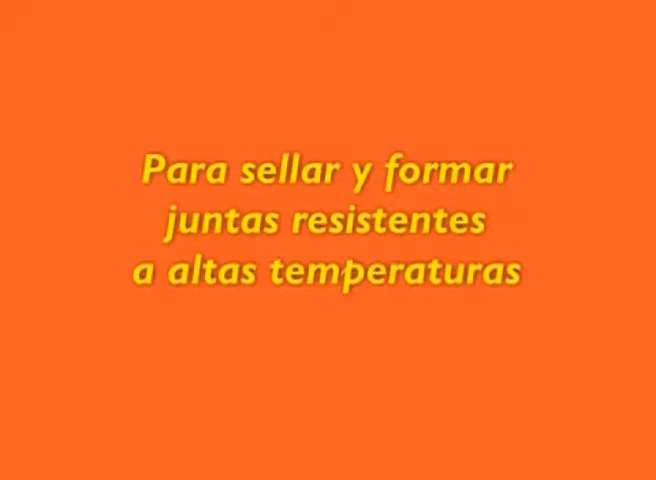 Para sellar y formar
juntas resistentes
a altas temperaturas